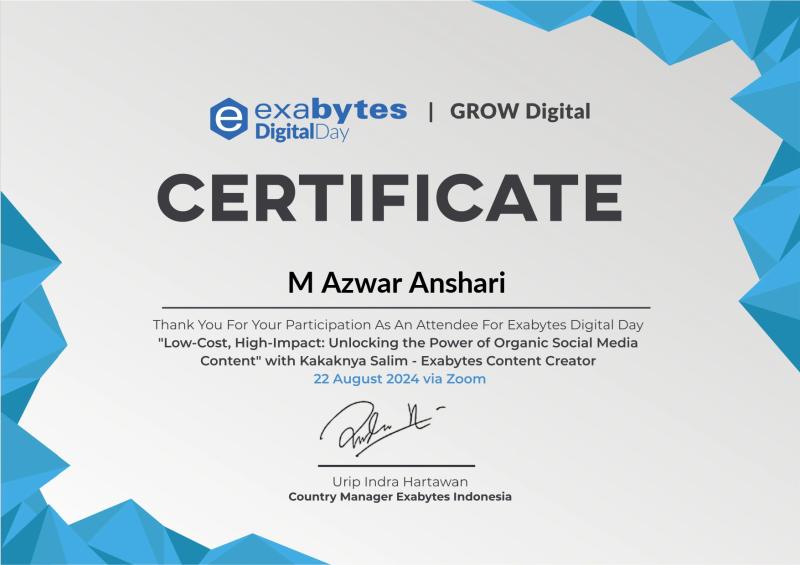 exabytes | GROW Digital
DigitalDay
CERTIFICATE
M Azwar Anshari
Thank You For Your Participation As An Attendee For Exabytes Digital Day
"Low-Cost, High-Impact: Unlocking the Power of Organic Social Media
Content" with Kakaknya Salim - Exabytes Content Creator
22 August 2024 via Zoom
Urip Indra Hartawan
Country Manager Exabytes Indonesia